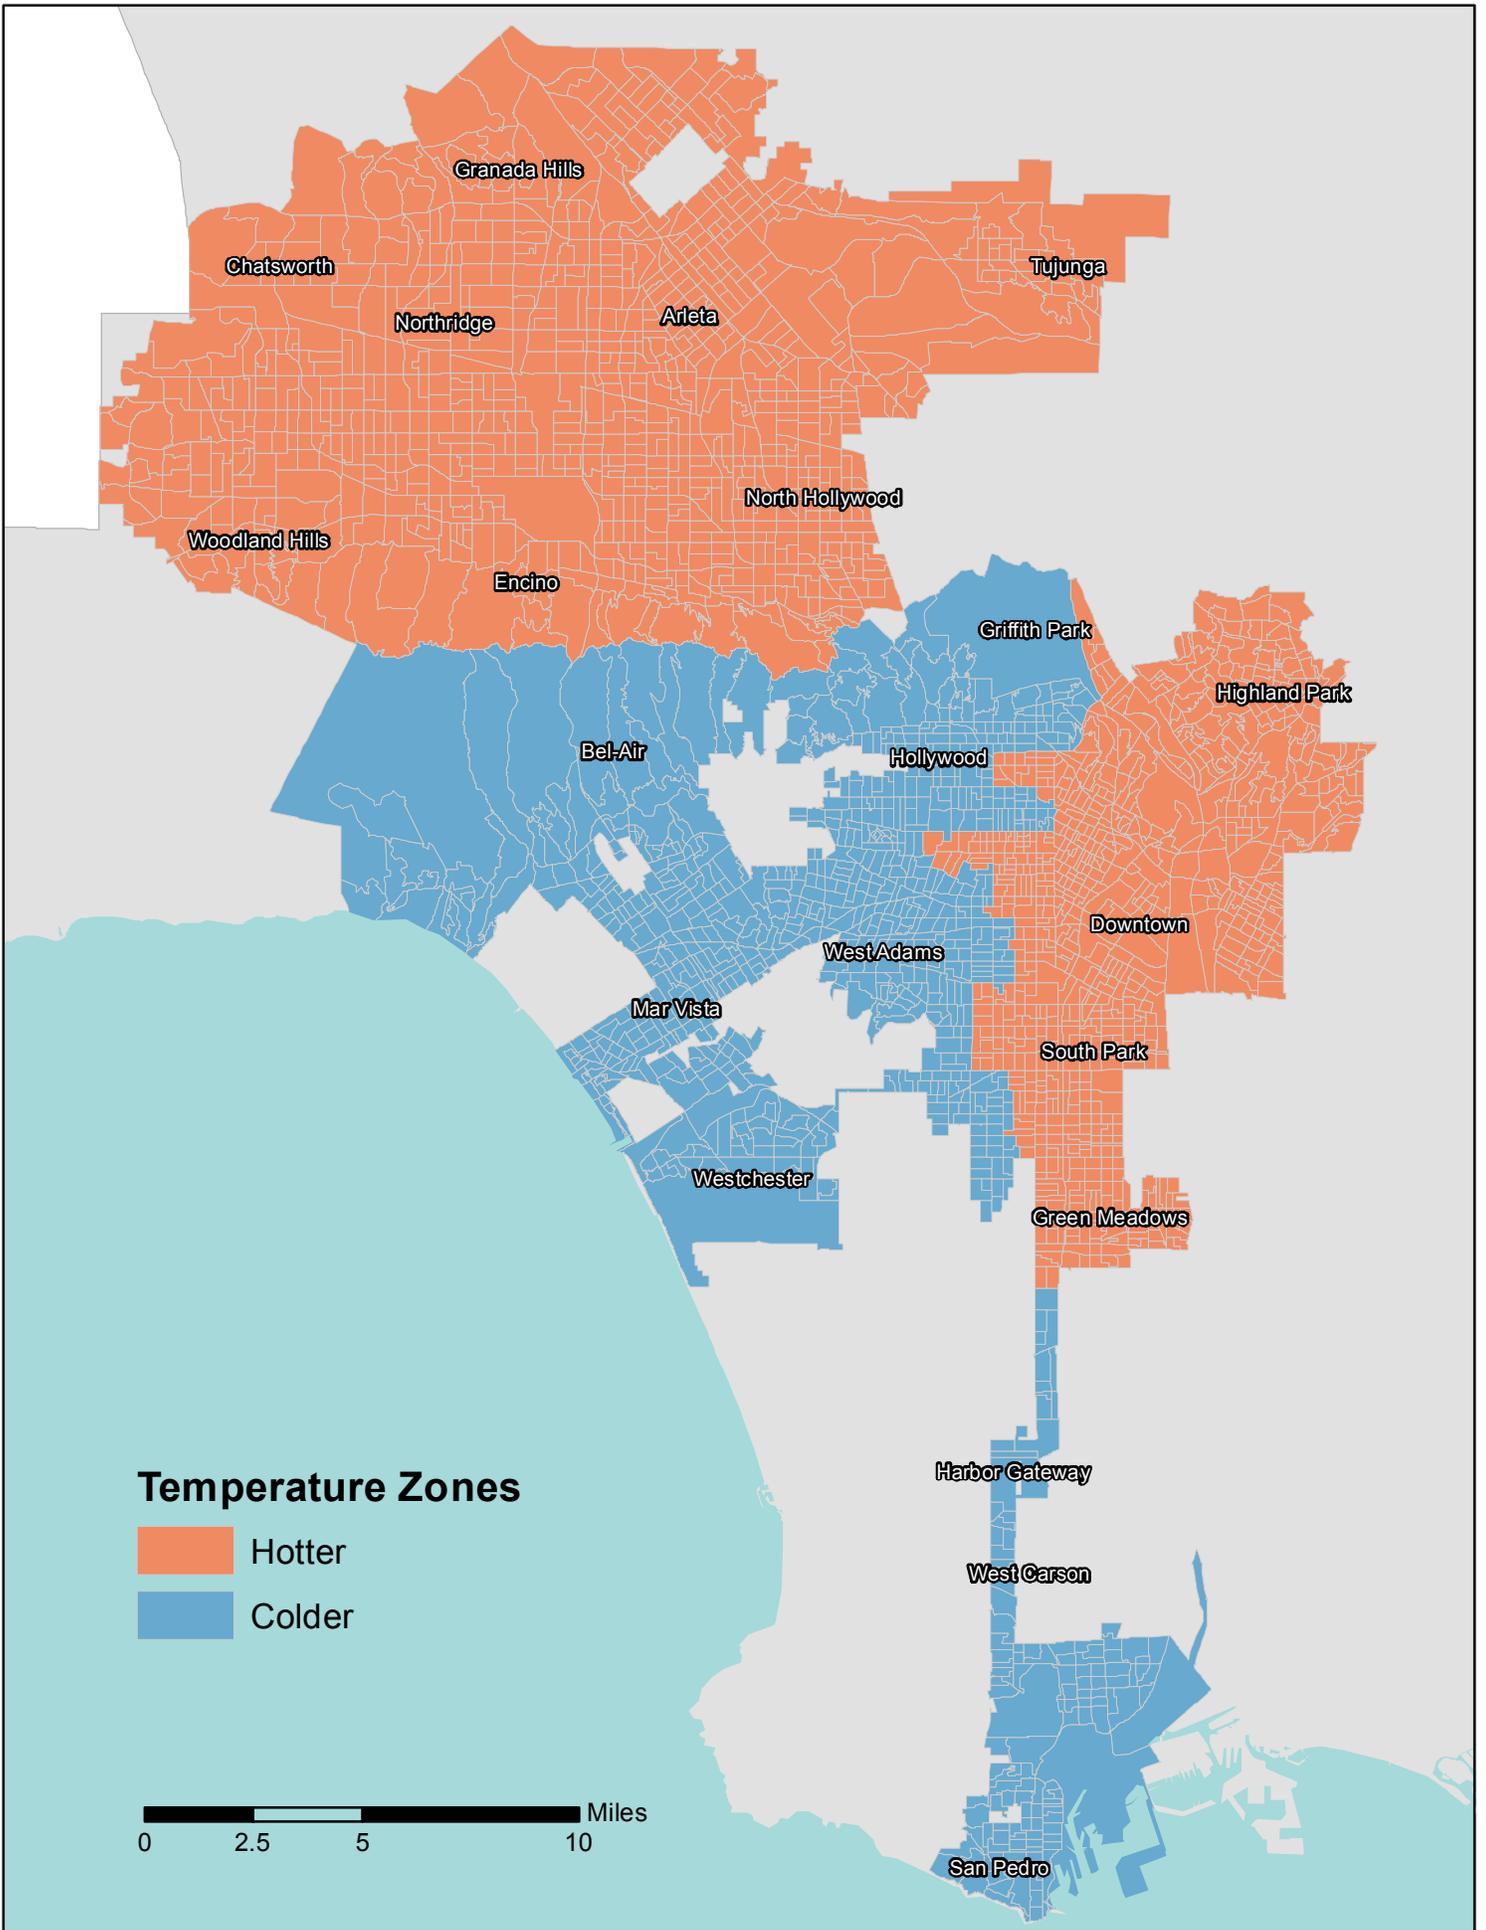 Granada Hills
Chatsworth
Tujunga
Northridge
Arleta
North Hollywood
Woodland Hills
Encino
Griffith Park
Highland Park
Bel-Air
Hollywood
Downtown
West Adams
Mar Vista
South Park
Westchester
Green Meadows
Harbor Gateway
Temperature Zones
Hotter
West Carson
Colder
Miles
0 2.5 5 10
San Pedro